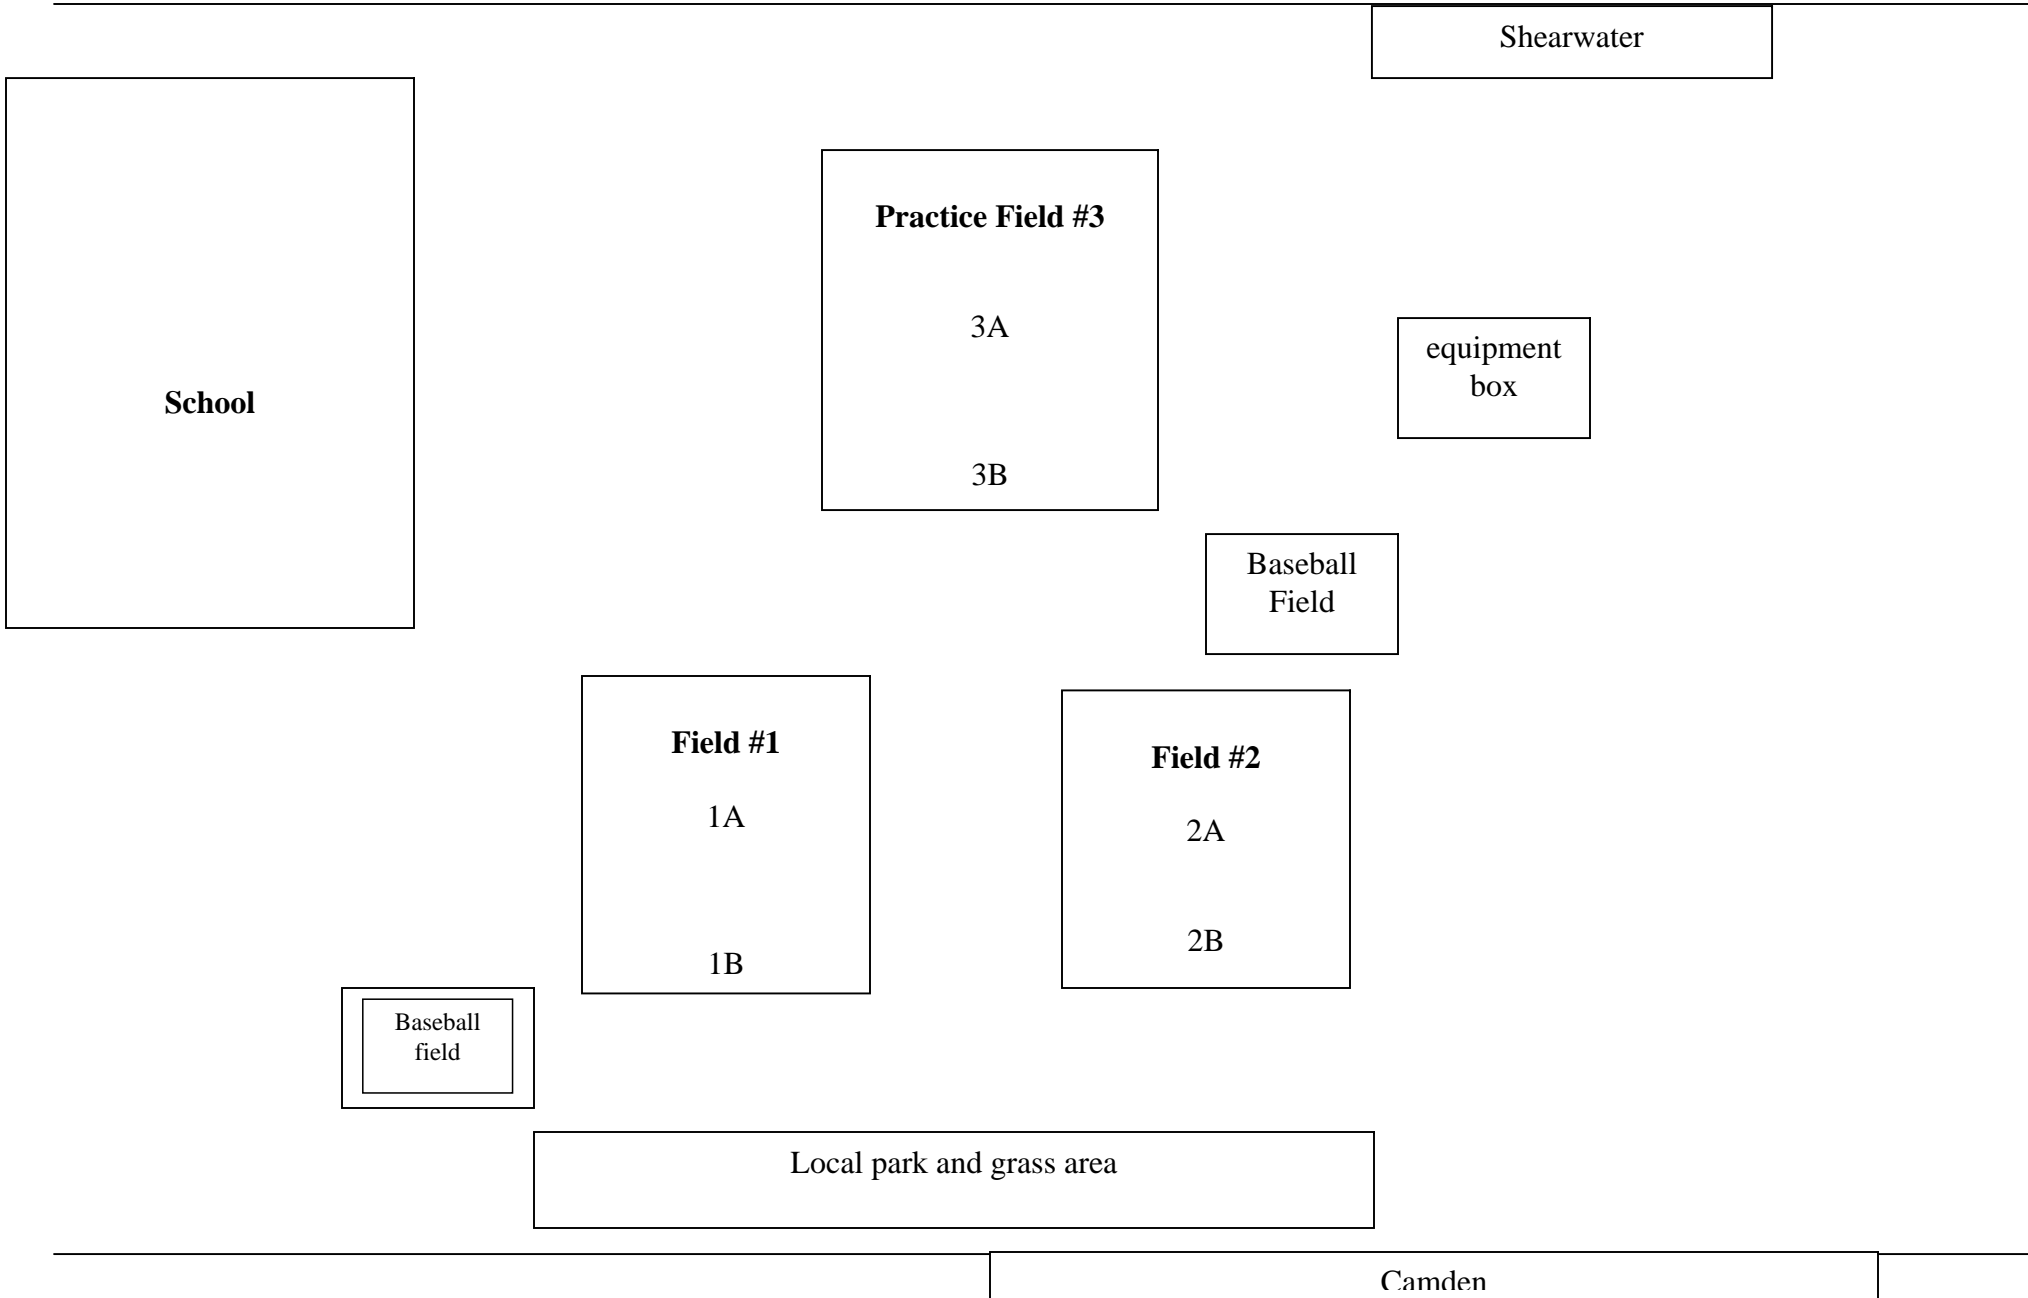 Shearwater
Practice Field #3
3A
equipment
box
School
3B
Baseball
Field
Field #1
Field #2
1A
2A
2B
1B
Baseball
field
Local park and grass area
Camden